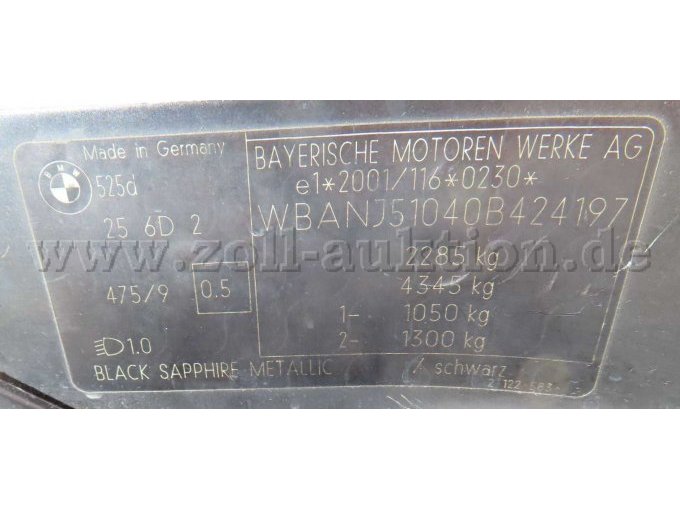 BMW
Made in Germany
BAYERISCHE MOTOREN WERKE AG
525d
e1*2001/116*0230*
WBANJ51040B424197
25 6D 2
www.zoll-auktion.de
2285 kg
4345 kg
475/9 0.5
1- 1050 kg
2- 1300 kg
1.0
BLACK SAPPHIRE METALLIC / schwarz